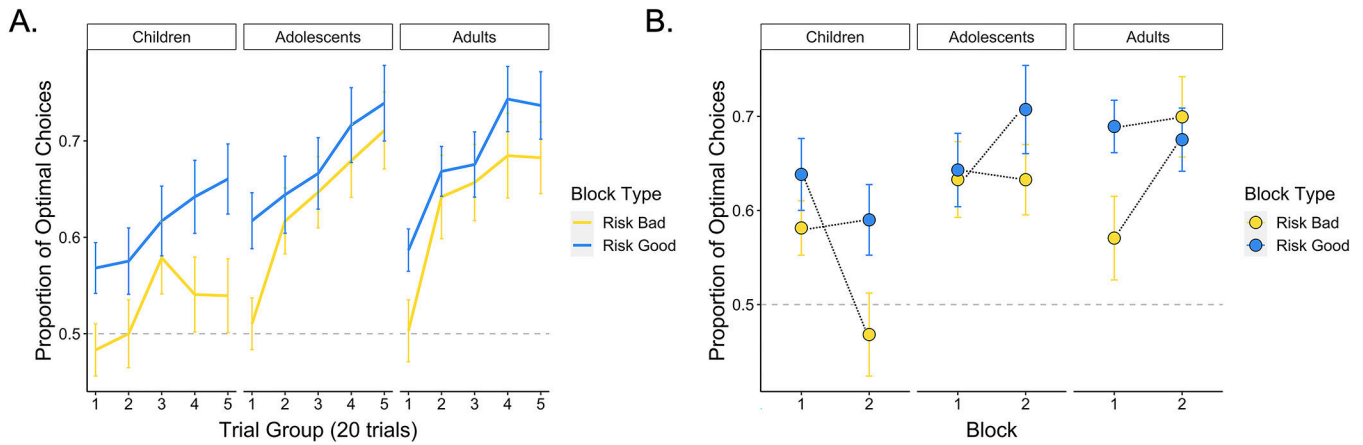 A.
Children Adolescents Adults
Proportion of Optimal Choices
0.7
0.6
0.5
1 2 3 4 5 1 2 3 4 5 1 2 3 4 5
Trial Group (20 trials)
Block Type
Risk Bad
Risk Good
B.
Children Adolescents Adults
Proportion of Optimal Choices
0.7
0.6
0.5
1 2 1 2 1 2
Block
Block Type
Risk Bad
Risk Good